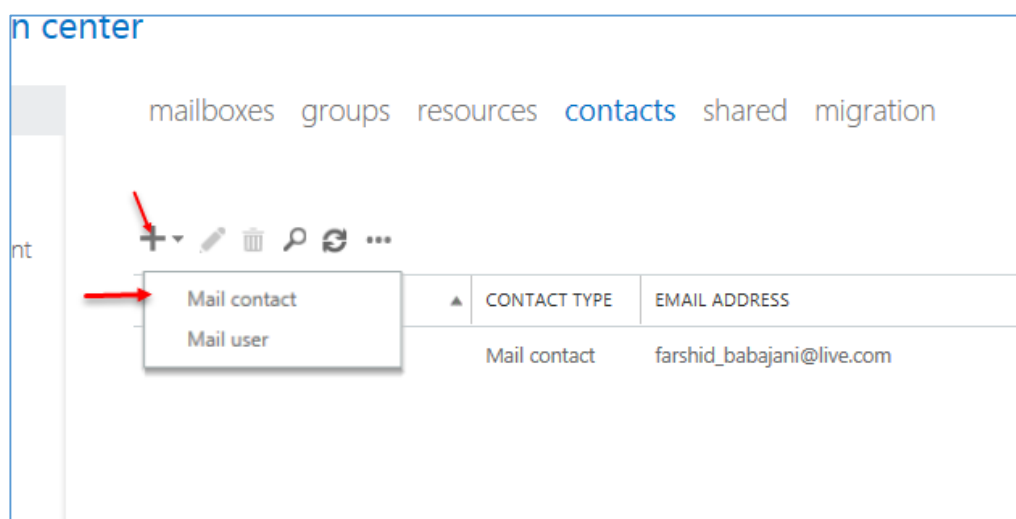 n center
mailboxes groups resources contacts shared migration
nt
Mail contact
Mail user
CONTACT TYPE EMAIL ADDRESS
Mail contact farshid_babajani@live.com